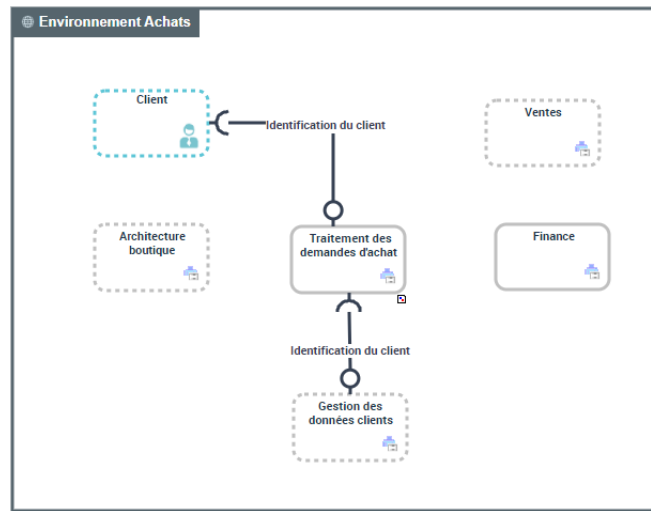 Environnement Achats
Client
Identification du client
Ventes
Architecture
boutique
Traitement des
demandes d'achat
Finance
Identification du client
Gestion des
données clients